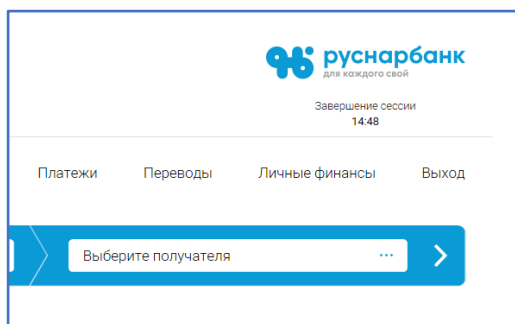 руснарбанк
для каждого свой
Завершение сессии
14:48
Платежи Переводы Личные финансы Выход
Выберите получателя ...